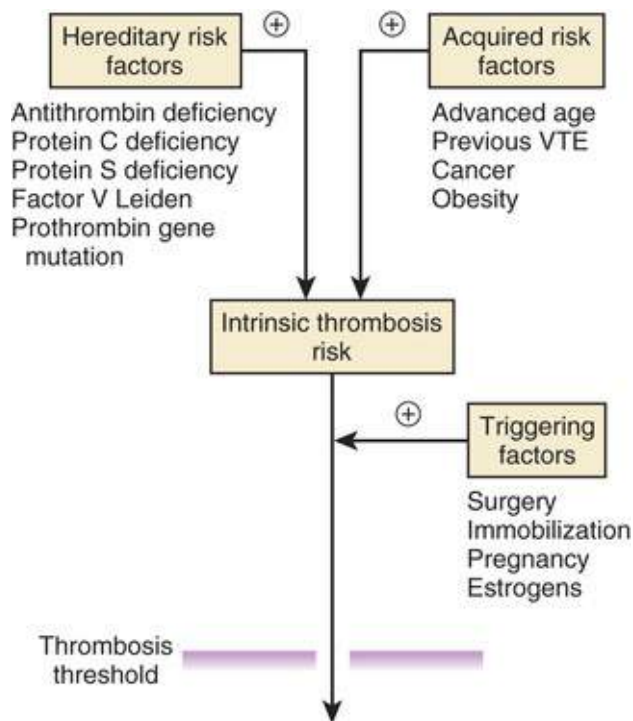 Hereditary risk
factors
Antithrombin deficiency
Protein C deficiency
Protein S deficiency
Factor V Leiden
Prothrombin gene
mutation
+
+
Acquired risk
factors
Advanced age
Previous VTE
Cancer
Obesity
Intrinsic thrombosis
risk
+
Triggering
factors
Surgery
Immobilization
Pregnancy
Estrogens
Thrombosis
threshold